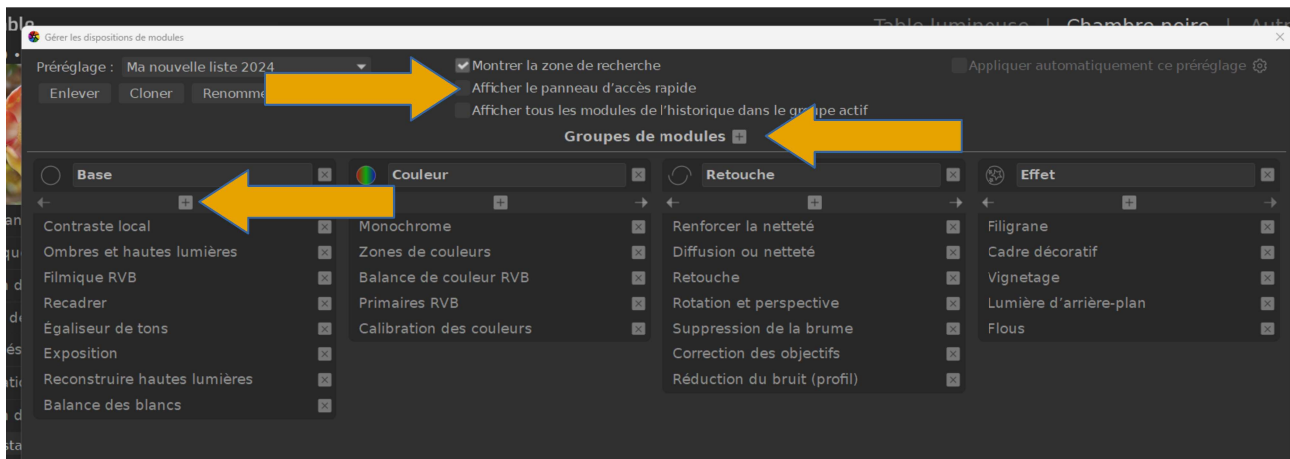 Table lumineuse | Chambre noire | Autr
Gérer les dispositions de modules
Préréglage : Ma nouvelle liste 2024
Montrer la zone de recherche
Appliquer automatiquement ce préréglage
Enlever Cloner Renomme
Afficher le panneau d'accès rapide
Afficher tous les modules de l'historique dans le groupe actif
Groupes de modules
Base
Contraste local
Ombres et hautes lumières
Filmique RVB
Recadrer
Égaliseur de tons
Exposition
Reconstruire hautes lumières
Balance des blancs
Couleur
Monochrome
Zones de couleurs
Balance de couleur RVB
Primaires RVB
Calibration des couleurs
Retouche
Renforcer la netteté
Diffusion ou netteté
Retouche
Rotation et perspective
Suppression de la brume
Correction des objectifs
Réduction du bruit (profil)
Effet
Filigrane
Cadre décoratif
Vignetage
Lumière d'arrière-plan
Flous